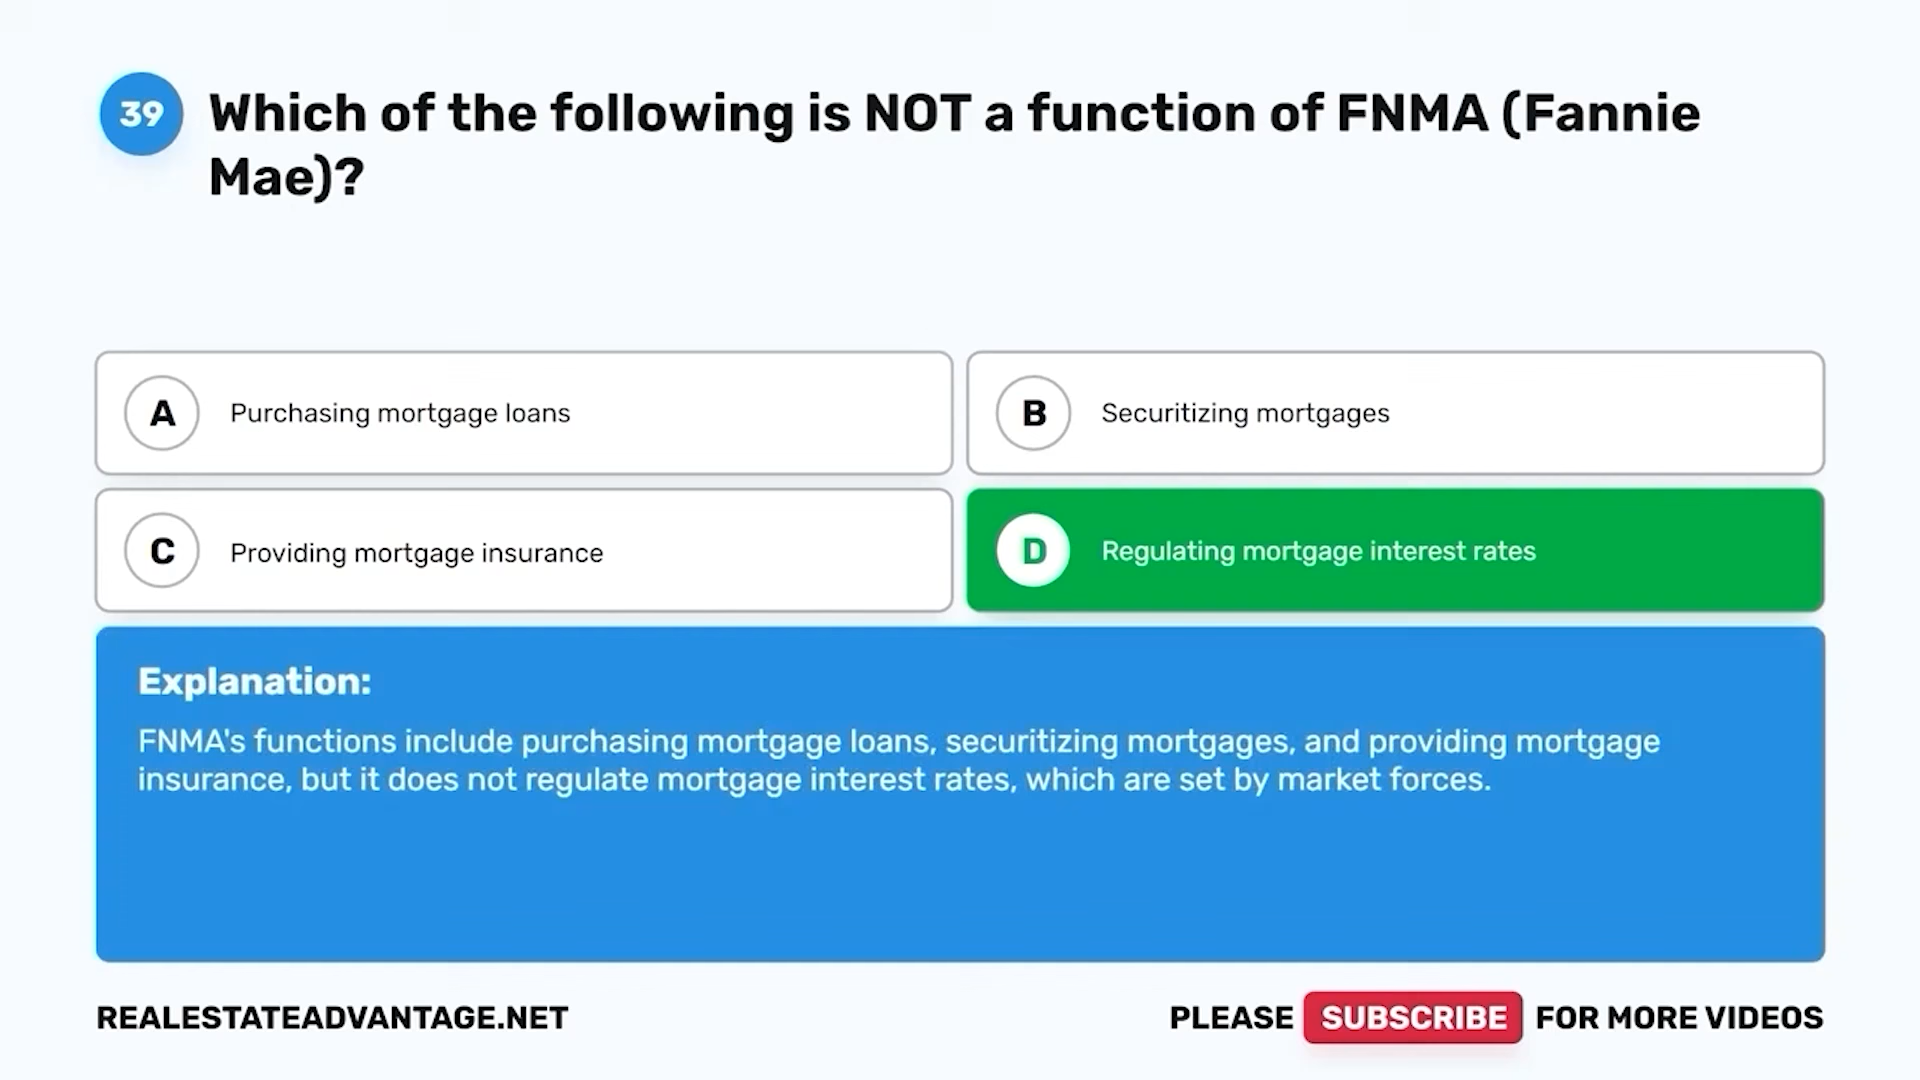 39
Which of the following is NOT a function of FNMA (Fannie
Mae)?
A Purchasing mortgage loans
B Securitizing mortgages
C Providing mortgage insurance
D Regulating mortgage interest rates
Explanation:
FNMA's functions include purchasing mortgage loans, securitizing mortgages, and providing mortgage
insurance, but it does not regulate mortgage interest rates, which are set by market forces.
REALESTATEADVANTAGE.NET
PLEASE SUBSCRIBE FOR MORE VIDEOS